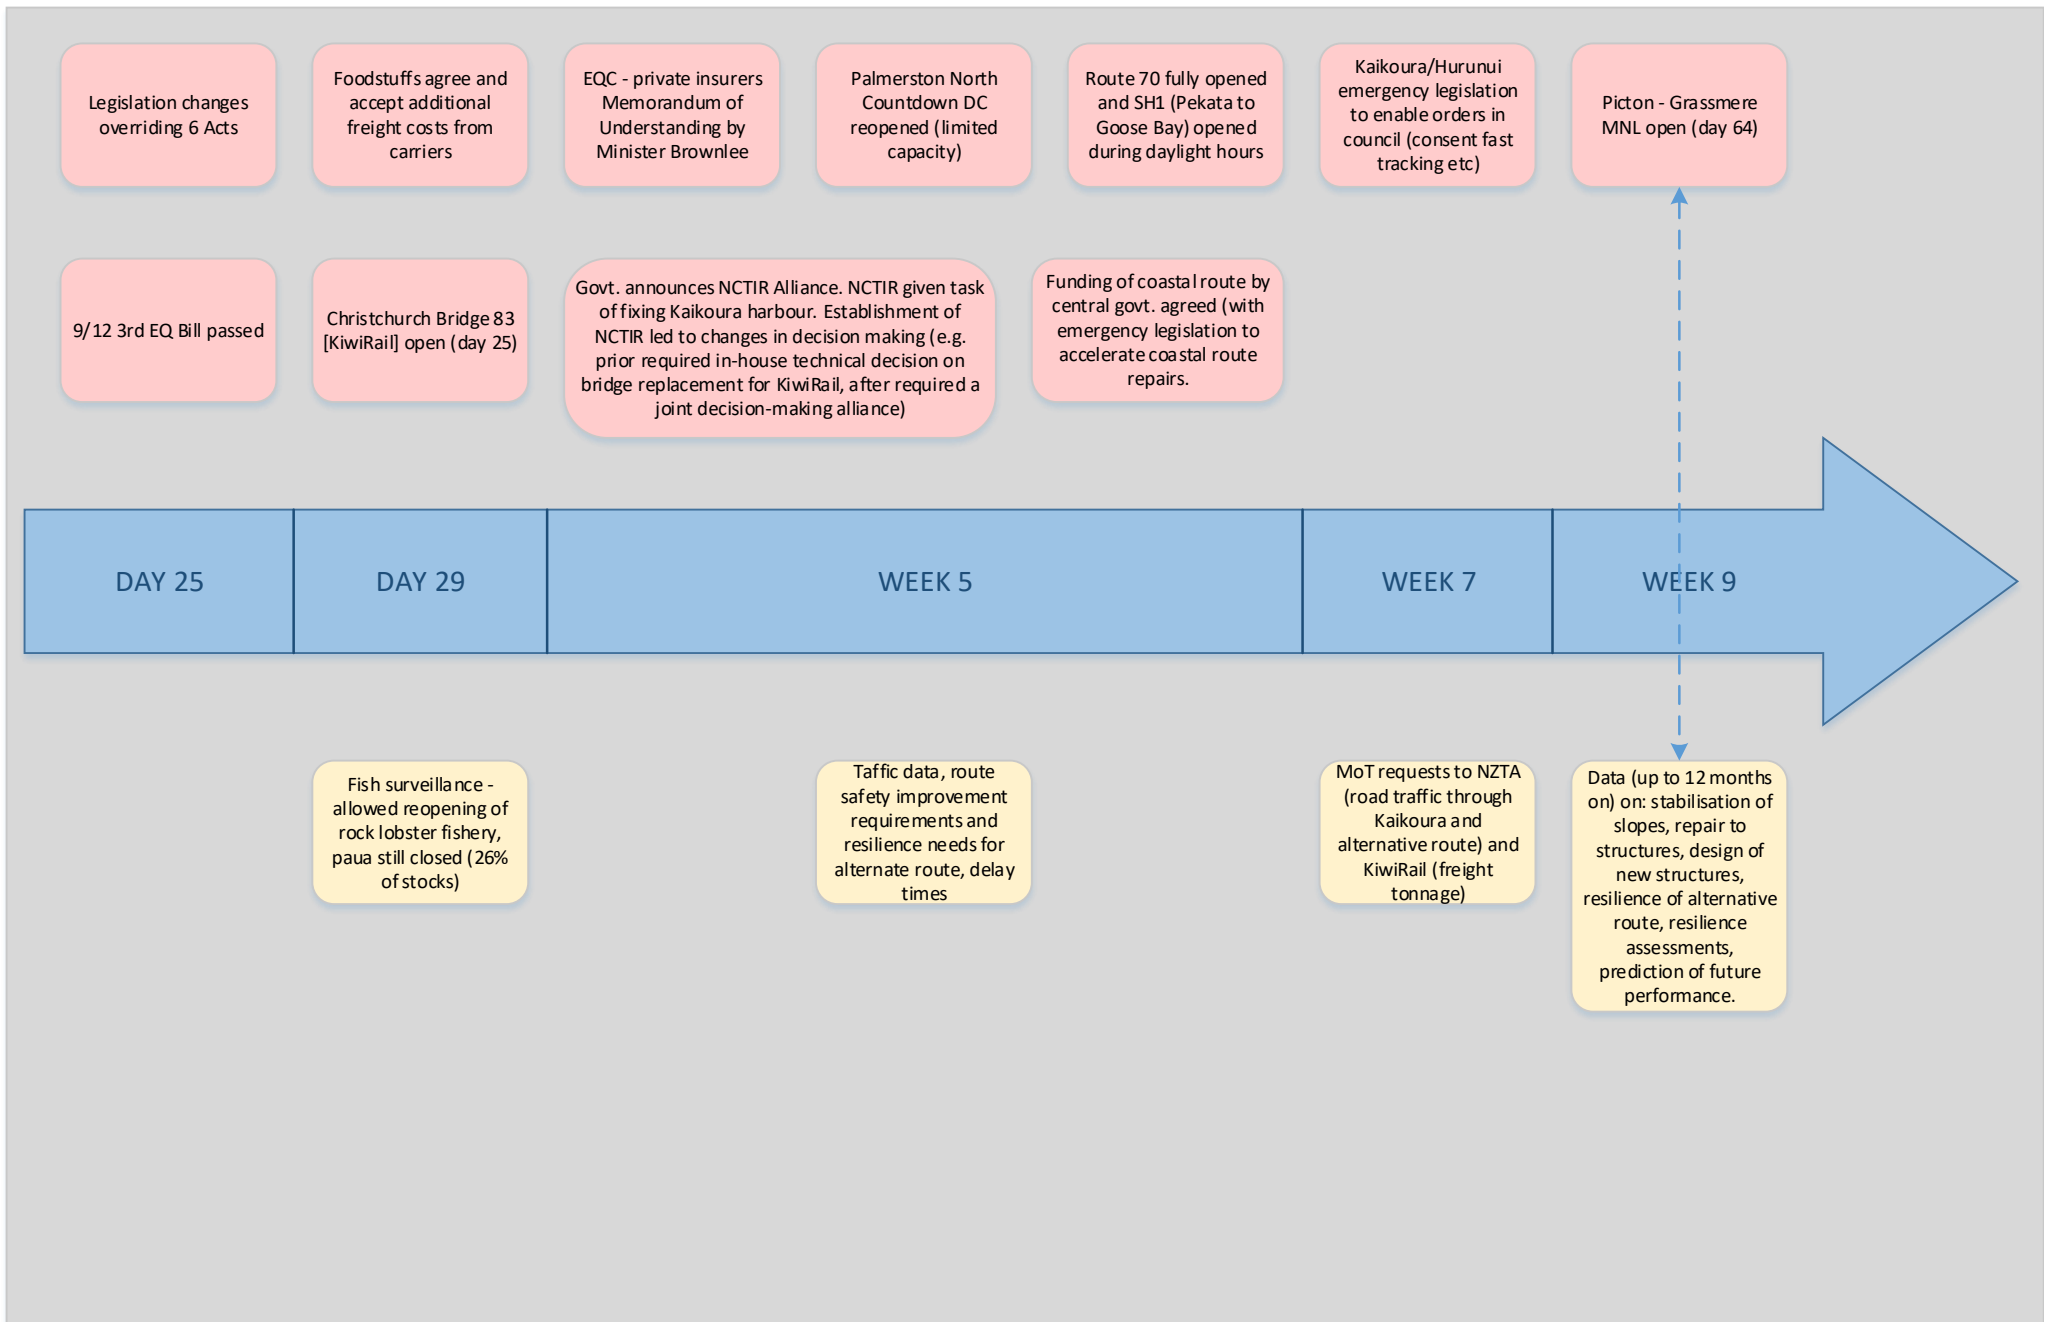 Legislation changes
overriding 6 Acts
Foodstuffs agree and
accept additional
freight costs from
carriers
EQC - private insurers
Memorandum of
Understanding by
Minister Brownlee
Palmerston North
Countdown DC
reopened (limited
capacity)
Route 70 fully opened
and SH1 (Pekata to
Goose Bay) opened
during daylight hours
Kaikoura/Hurunui
emergency legislation
to enable orders in
council (consent fast
tracking etc)
Picton - Grassmere
MNL open (day 64)
9/12 3rd EQ Bill passed
Christchurch Bridge 83
[KiwiRail] open (day 25)
Govt. announces NCTIR Alliance. NCTIR given task
of fixing Kaikoura harbour. Establishment of
NCTIR led to changes in decision making (e.g.
prior required in-house technical decision on
bridge replacement for KiwiRail, after required a
joint decision-making alliance)
Funding of coastal route by
central govt. agreed (with
emergency legislation to
accelerate coastal route
repairs.
DAY 25
DAY 29
WEEK 5
WEEK 7
WEEK 9
Fish surveillance -
allowed reopening of
rock lobster fishery,
paua still closed (26%
of stocks)
Taffic data, route
safety improvement
requirements and
resilience needs for
alternate route, delay
times
MoT requests to NZTA
(road traffic through
Kaikoura and
alternative route) and
KiwiRail (freight
tonnage)
Data (up to 12 months
on) on: stabilisation of
slopes, repair to
structures, design of
new structures,
resilience of alternative
route, resilience
assessments,
prediction of future
performance.